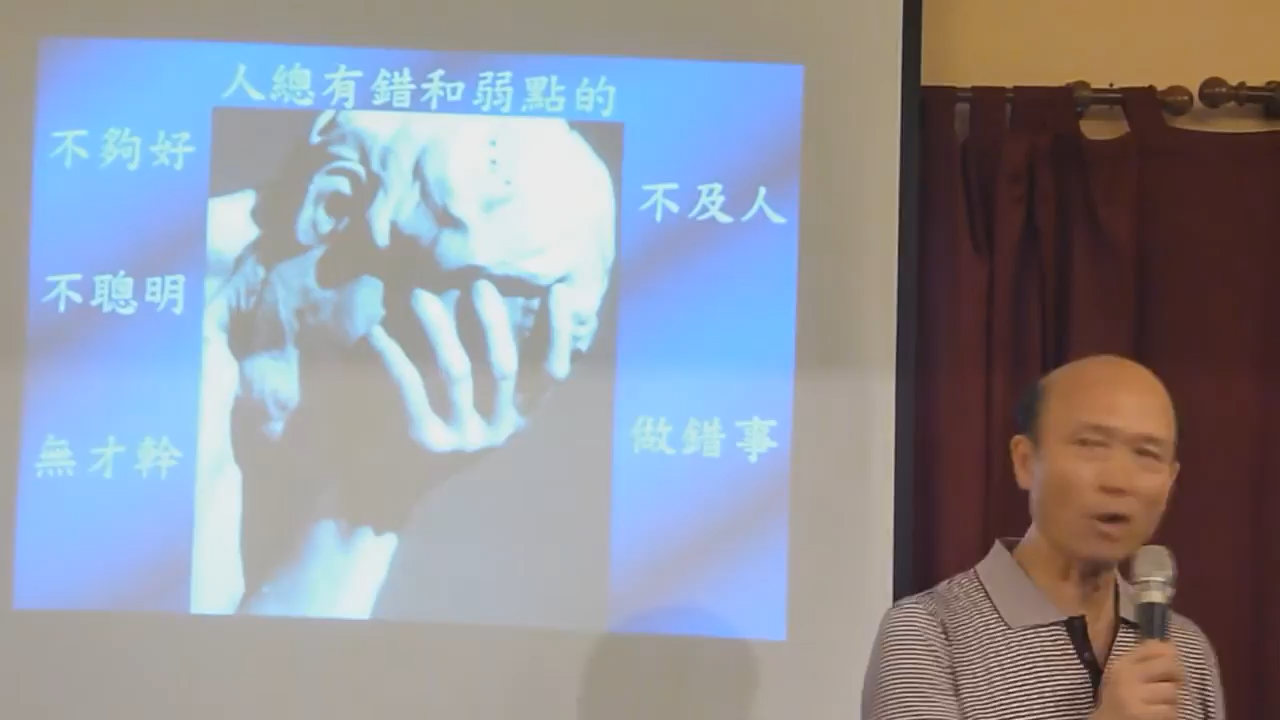 人總有錯和弱點的
不夠好
不及人
不聰明
做錯事
無才幹